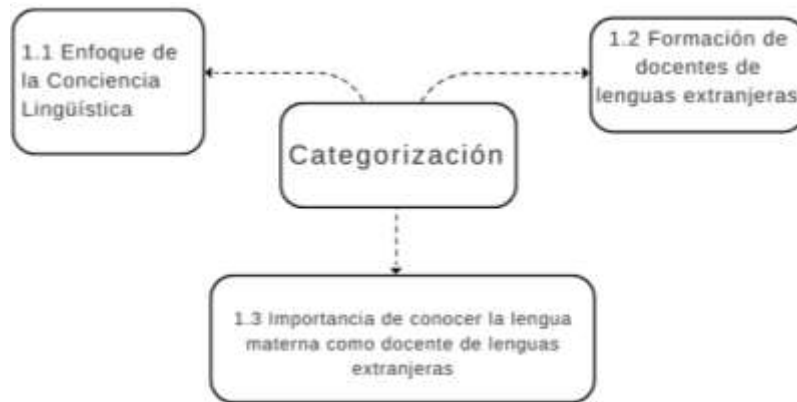 1.1 Enfoque de
la Conciencia
Lingüística
1.2 Formación de
docentes de
lenguas extranjeras
Categorización
1.3 Importancia de conocer la lengua
materna como docente de lenguas
extranjeras